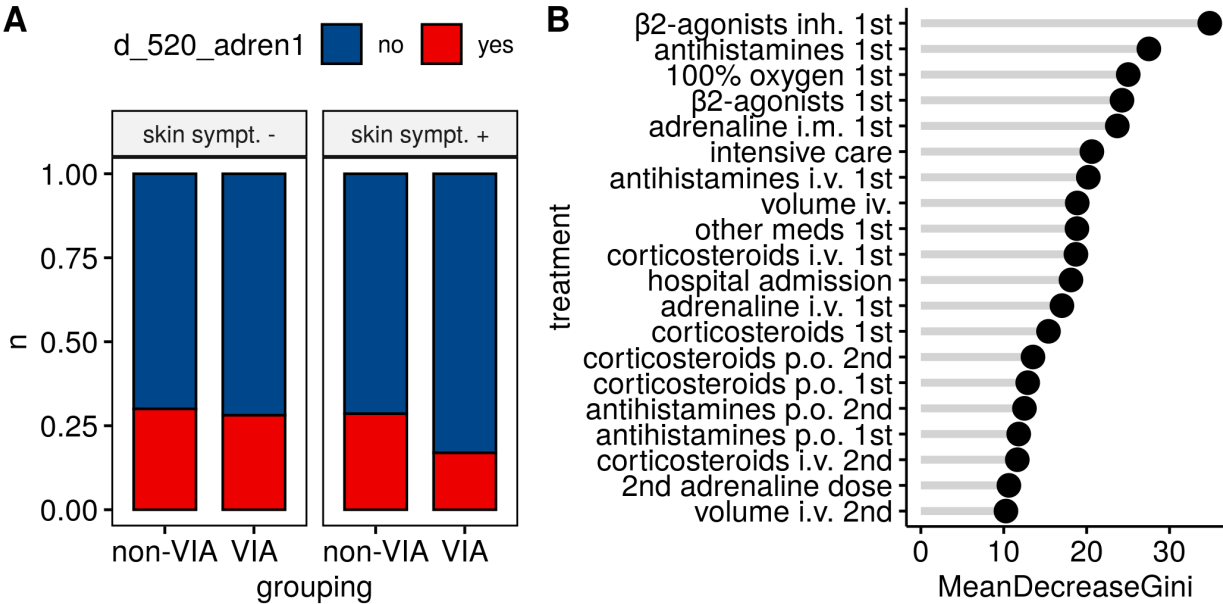 A
d_520_adren1 no yes
skin sympt. - skin sympt. +
1.00
0.75
0.50
0.25
0.00
n
non-VIA VIA non-VIA VIA
grouping
B
treatment
β2-agonists inh. 1st
antihistamines 1st
100% oxygen 1st
β2-agonists 1st
adrenaline i.m. 1st
intensive care
antihistamines i.v. 1st
volume iv.
other meds 1st
corticosteroids i.v. 1st
hospital admission
adrenaline i.v. 1st
corticosteroids 1st
corticosteroids p.o. 2nd
corticosteroids p.o. 1st
antihistamines p.o. 2nd
antihistamines p.o. 1st
corticosteroids i.v. 2nd
2nd adrenaline dose
volume i.v. 2nd
0 10 20 30
MeanDecreaseGini